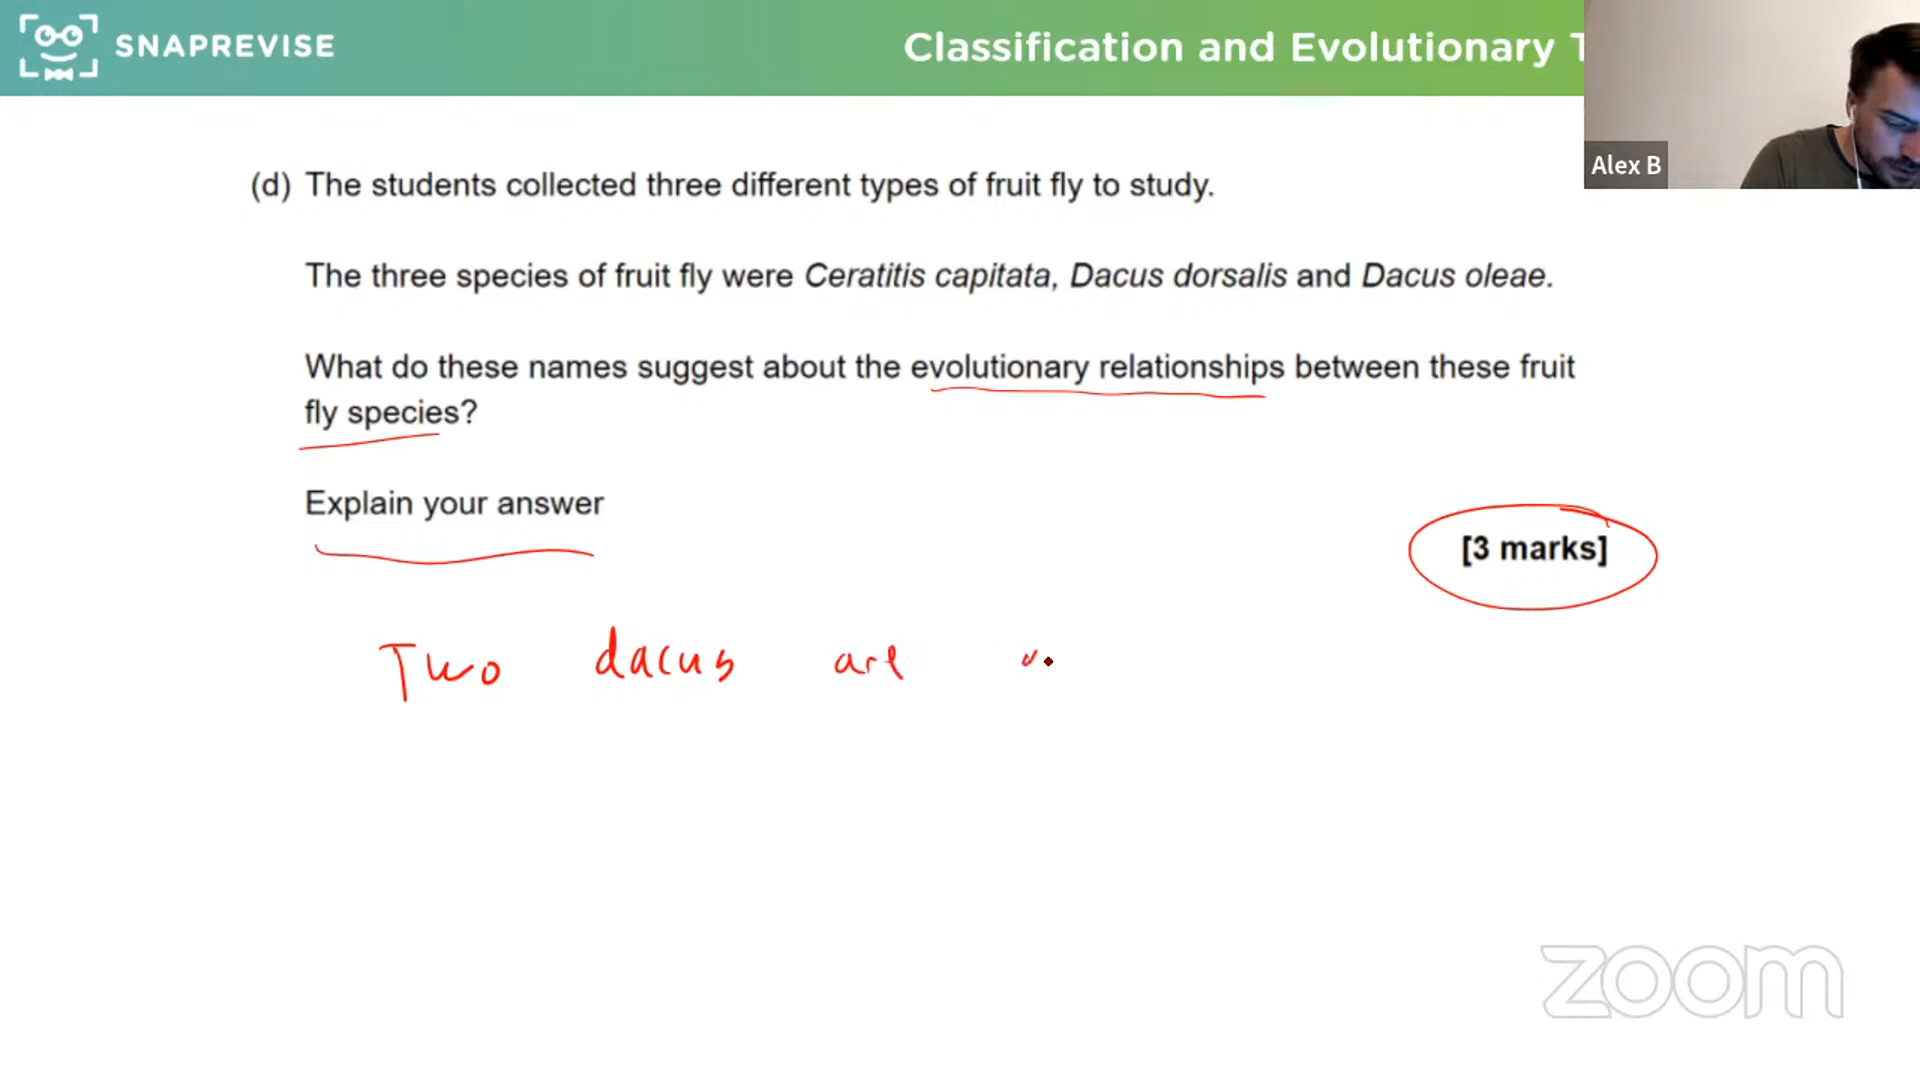 SNAPREVISE
Classification and Evolutionary T
Alex B
(d) The students collected three different types of fruit fly to study.
The three species of fruit fly were Ceratitis capitata, Dacus dorsalis and Dacus oleae.
What do these names suggest about the evolutionary relationships between these fruit
fly species?
Explain your answer
[3 marks]
Two dacus are
zoom